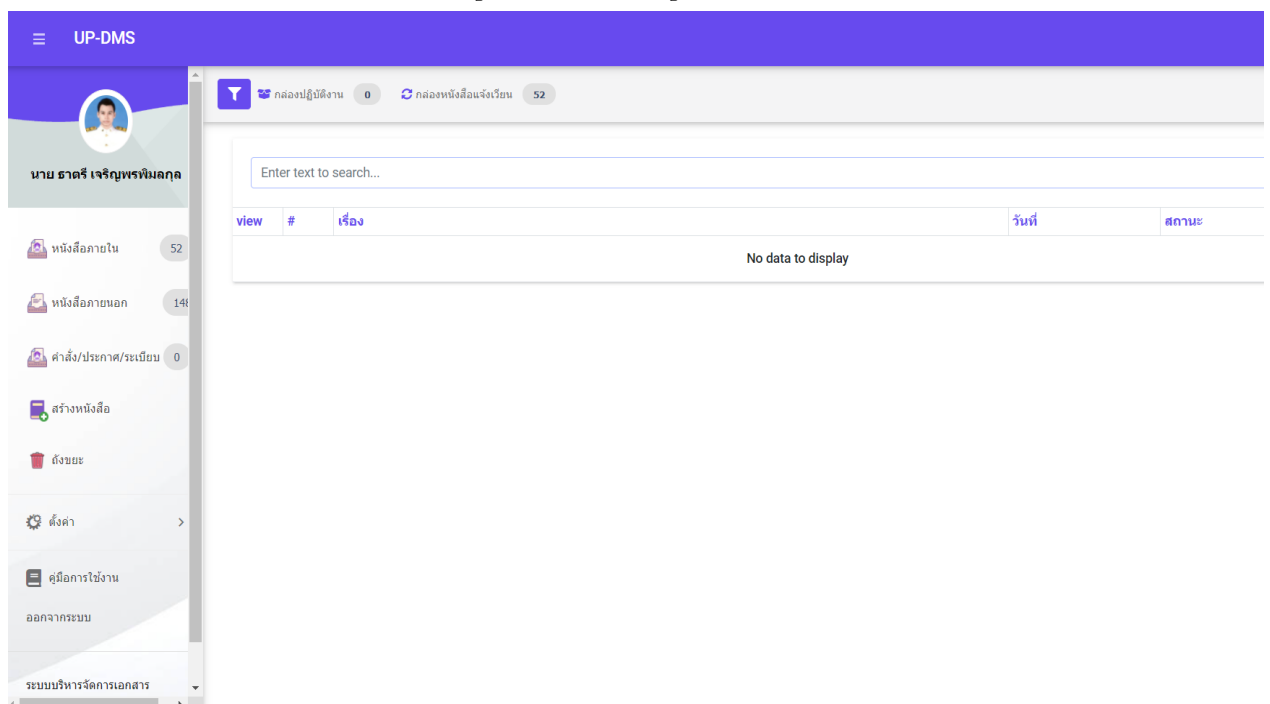 UP-DMS
นาย ธาตรี เจริญพรพิมลกุล
หนังสือภายใน 52
หนังสือภายนอก 148
คำสั่ง/ประกาศ/ระเบียบ 0
สร้างหนังสือ
ถังขยะ
ตั้งค่า
คู่มือการใช้งาน
ออกจากระบบ
ระบบบริหารจัดการเอกสาร
กล่องปฏิบัติงาน 0 กล่องหนังสือแจ้งเวียน 52
Enter text to search...
view # เรื่อง วันที่ สถานะ
No data to display